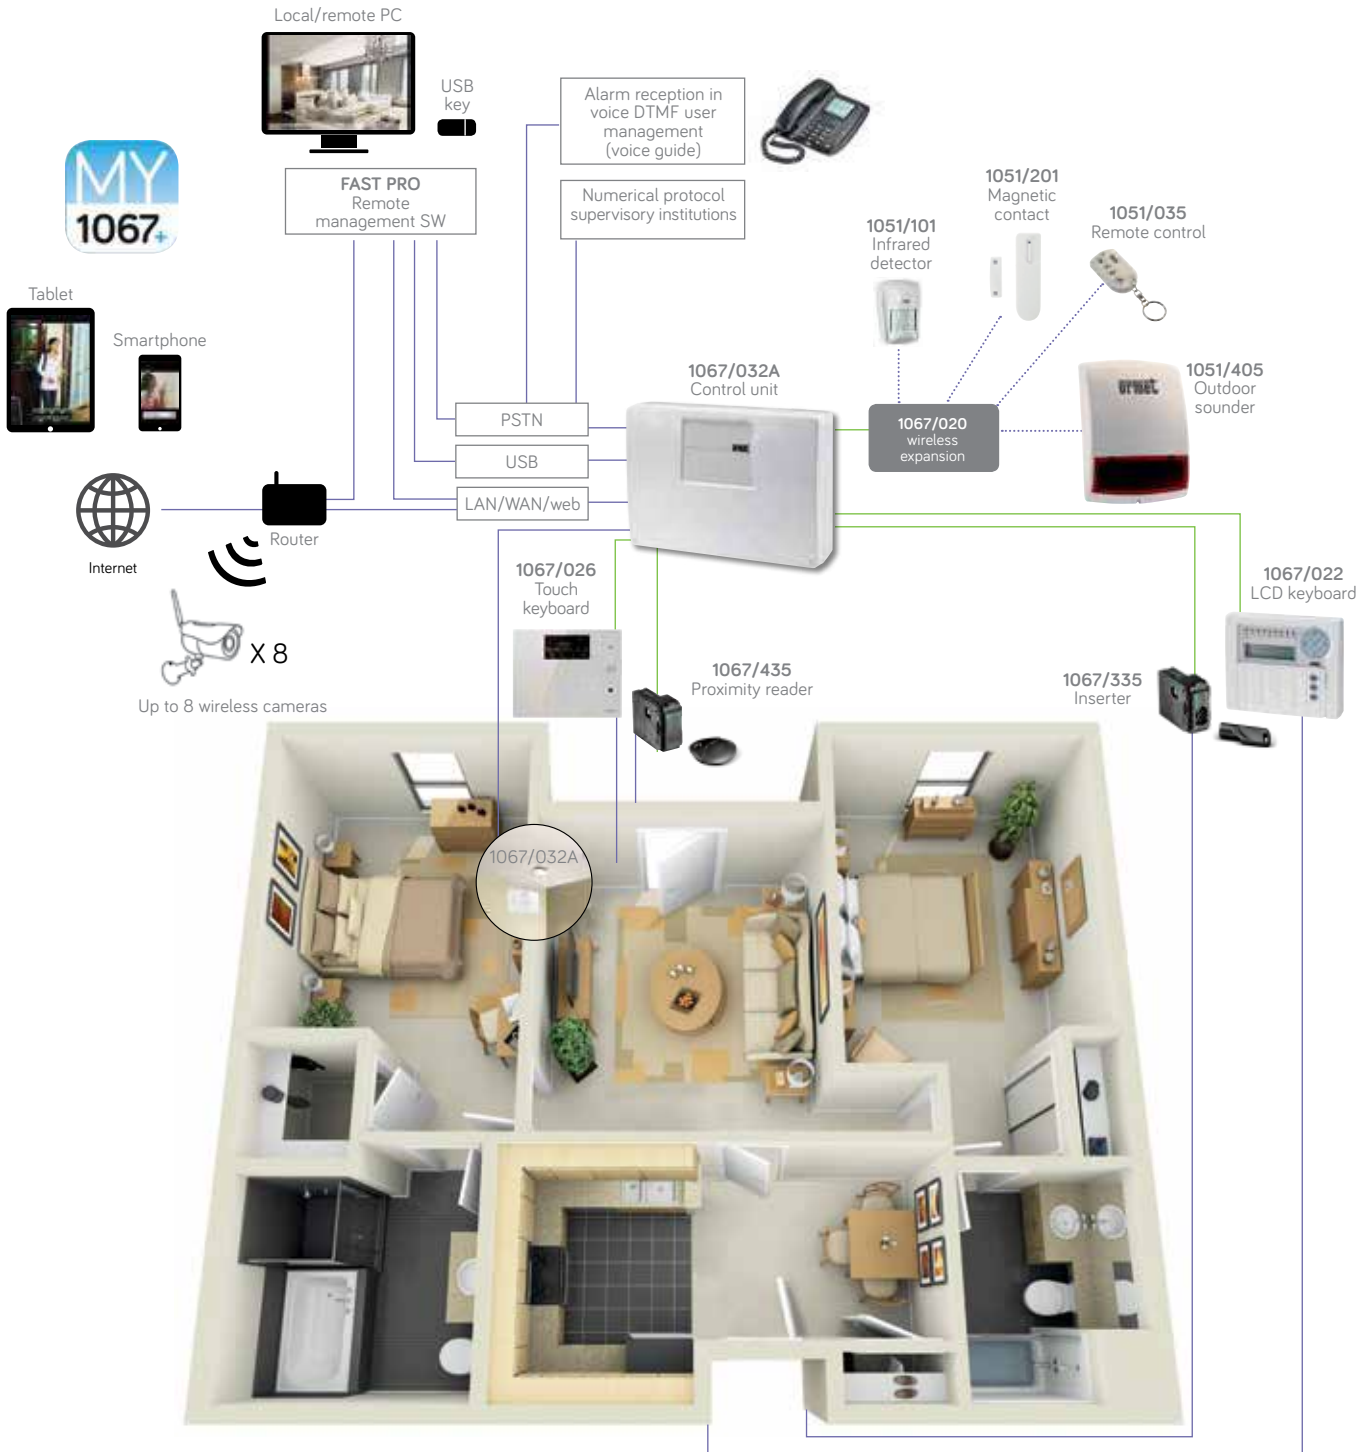 Local/remote PC
USB
key
FAST PRO
Remote
management SW
Alarm reception in
voice DTMF user
management
(voice guide)
Numerical protocol
supervisory institutions
MY
1067+
Tablet
Smartphone
1051/101
Infrared
detector
1051/201
Magnetic
contact
1051/035
Remote control
1067/032A
Control unit
1051/405
Outdoor
sounder
urmet
1067/020
wireless
expansion
PSTN
USB
LAN/WAN/web
Internet
Router
X 8
Up to 8 wireless cameras
1067/026
Touch
keyboard
1067/435
Proximity reader
1067/335
Inserter
1067/022
LCD keyboard
1067/032A